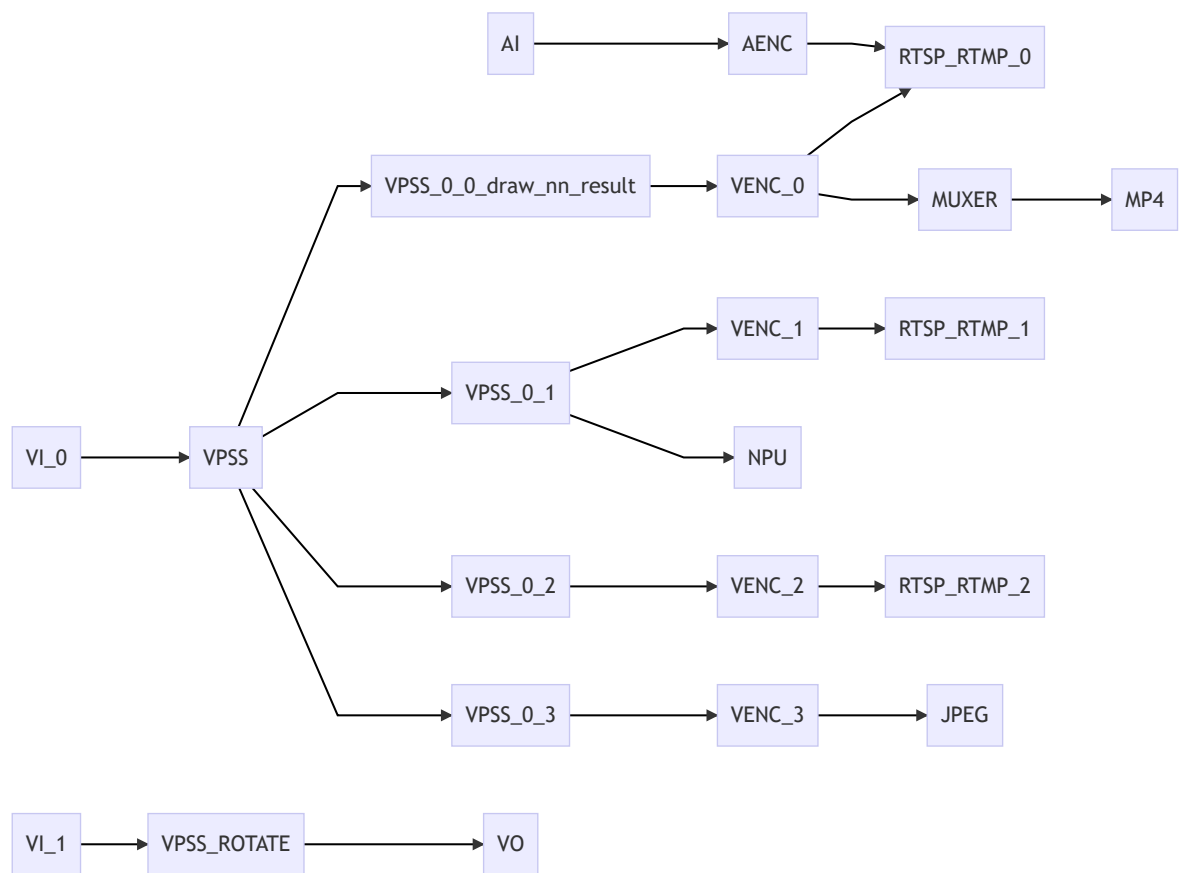 AI
AENC
RTSP_RTMP_0
VPSS_0_0_draw_nn_result
VENC_0
MUXER
MP4
VENC_1
RTSP_RTMP_1
VPSS_0_1
VI_0
VPSS
NPU
VPSS_0_2
VENC_2
RTSP_RTMP_2
VPSS_0_3
VENC_3
JPEG
VI_1
VPSS_ROTATE
VO